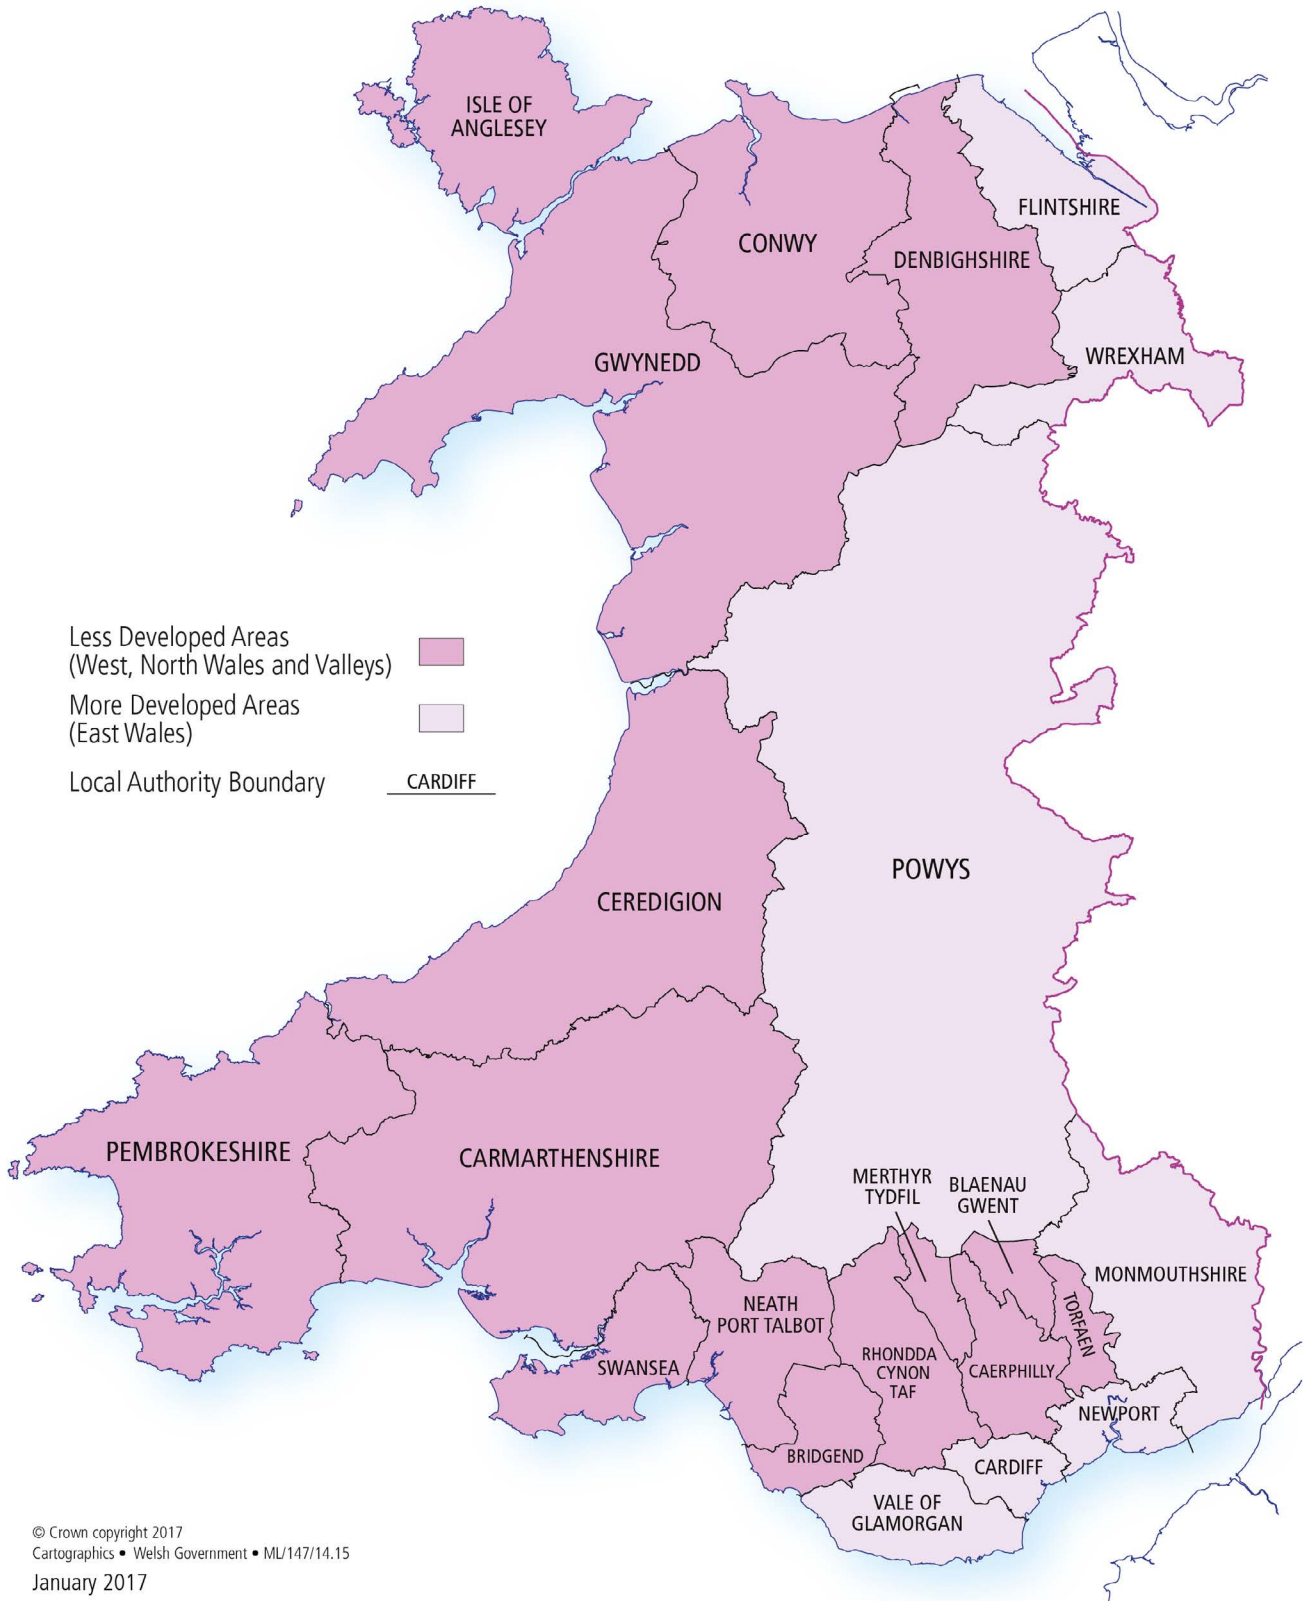 ISLE OF
ANGLESEY
FLINTSHIRE
CONWY
DENBIGHSHIRE
WREXHAM
GWYNEDD
Less Developed Areas
(West, North Wales and Valleys)
More Developed Areas
(East Wales)
Local Authority Boundary
CARDIFF
POWYS
CEREDIGION
PEMBROKESHIRE
CARMARTHENSHIRE
MERTHYR
TYDFIL
BLAENAU
GWENT
MONMOUTHSHIRE
NEATH
PORT TALBOT
TORFAEN
RHONDDA
CYNON
TAF
CAERPHILLY
SWANSEA
NEWPORT
BRIDGEND
CARDIFF
VALE OF
GLAMORGAN
© Crown copyright 2017
Cartographics • Welsh Government • ML/147/14.15
January 2017